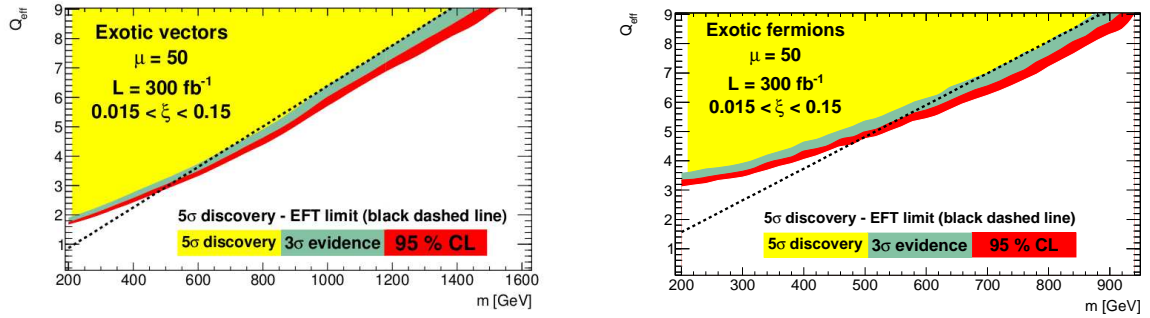 Q_eff
9
8
7
6
5
4
3
2
1
Exotic vectors
μ = 50
L = 300 fb⁻¹
0.015 < ξ < 0.15
5σ discovery - EFT limit (black dashed line)
5σ discovery 3σ evidence 95 % CL
200 400 600 800 1000 1200 1400 1600
m [GeV]
Q_eff
9
8
7
6
5
4
3
2
1
Exotic fermions
μ = 50
L = 300 fb⁻¹
0.015 < ξ < 0.15
5σ discovery - EFT limit (black dashed line)
5σ discovery 3σ evidence 95 % CL
200 300 400 500 600 700 800 900
m [GeV]